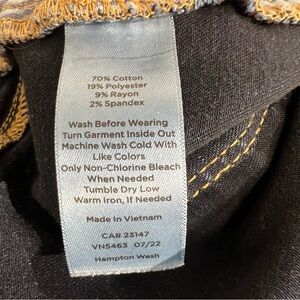 70% Cotton
19% Polyester
9% Rayon
2% Spandex
Wash Before Wearing
Turn Garment Inside Out
Machine Wash Cold With
Like Colors
Only Non-Chlorine Bleach
When Needed
Tumble Dry Low
Warm Iron, If Needed
Made in Vietnam
CA# 23147
VN5463 07/22
Hampton Wash